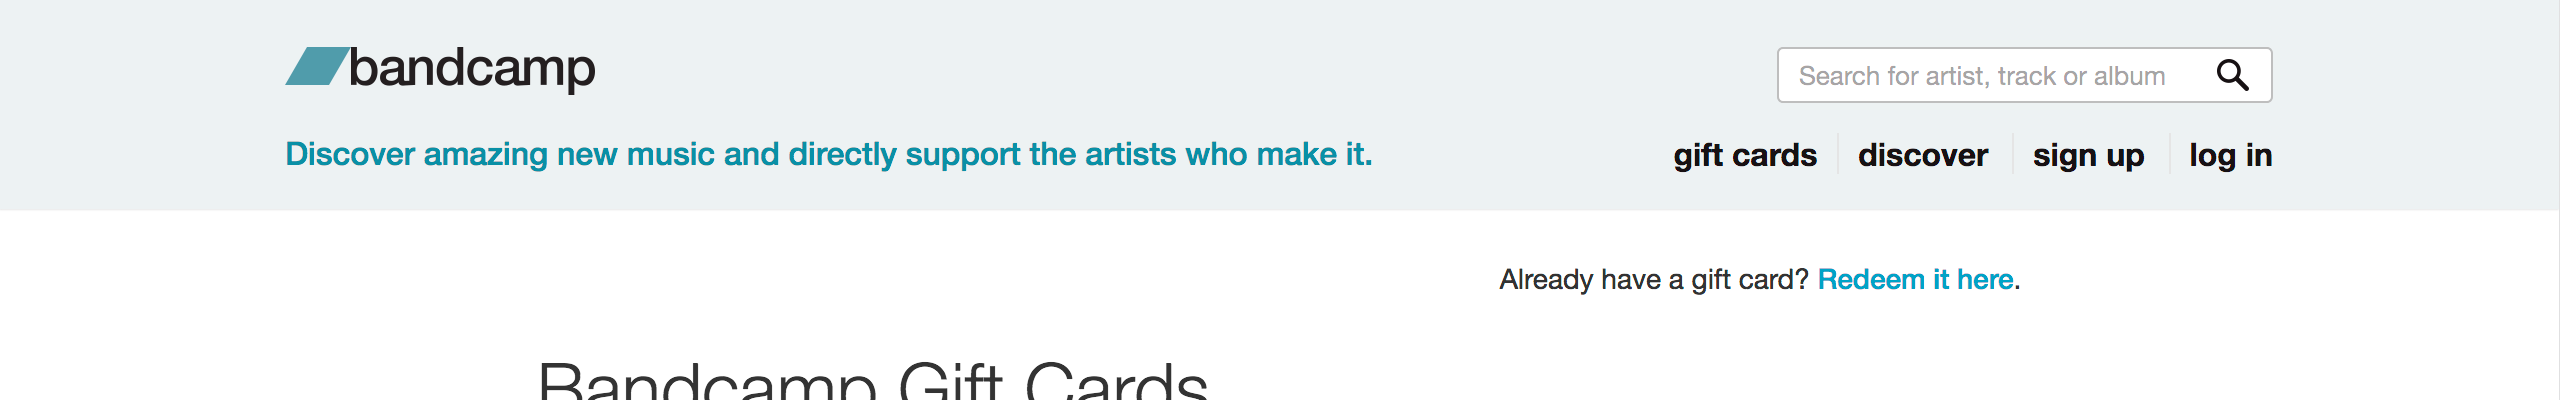 bandcamp
Search for artist, track or album
Discover amazing new music and directly support the artists who make it.
gift cards
discover
sign up
log in
Already have a gift card? Redeem it here.
Bandcamp Gift Cards